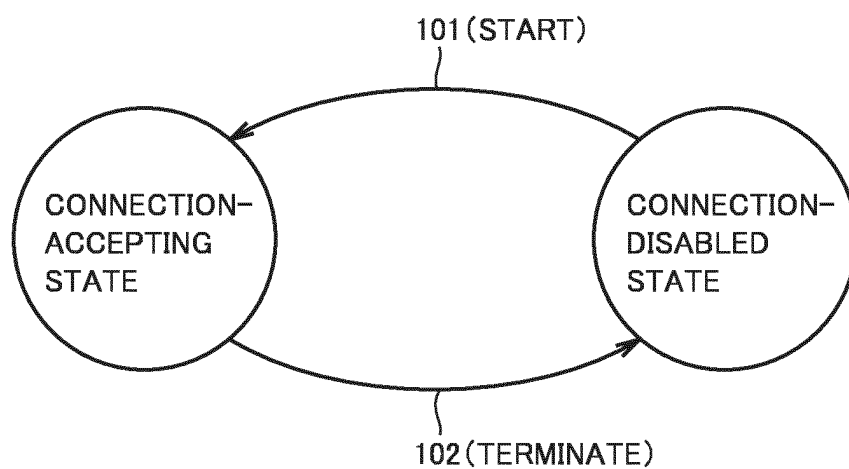 101(START)
CONNECTION-
ACCEPTING
STATE
CONNECTION-
DISABLED
STATE
102(TERMINATE)